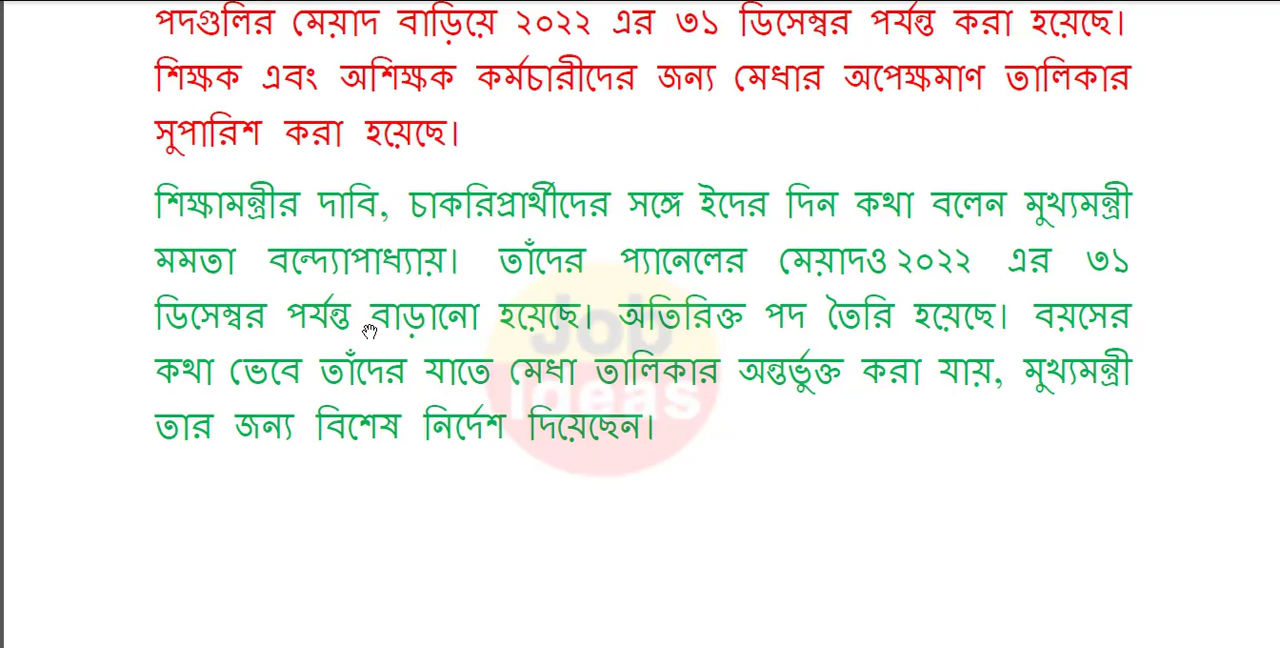 পদগুলির মেয়াদ বাড়িয়ে ২০২২ এর ৩১ ডিসেম্বর পর্যন্ত করা হয়েছে।
শিক্ষক এবং অশিক্ষক কর্মচারীদের জন্য মেধার অপেক্ষমাণ তালিকার
সুপারিশ করা হয়েছে।
শিক্ষামন্ত্রীর দাবি, চাকরিপ্রার্থীদের সঙ্গে ইদের দিন কথা বলেন মুখ্যমন্ত্রী
মমতা বন্দ্যোপাধ্যায়। তাঁদের প্যানেলের মেয়াদও ২০২২ এর ৩১
ডিসেম্বর পর্যন্ত বাড়ানো হয়েছে। অতিরিক্ত পদ তৈরি হয়েছে। বয়সের
কথা ভেবে তাঁদের যাতে মেধা তালিকার অন্তর্ভুক্ত করা যায়, মুখ্যমন্ত্রী
তার জন্য বিশেষ নির্দেশ দিয়েছেন।
Job
Ideas